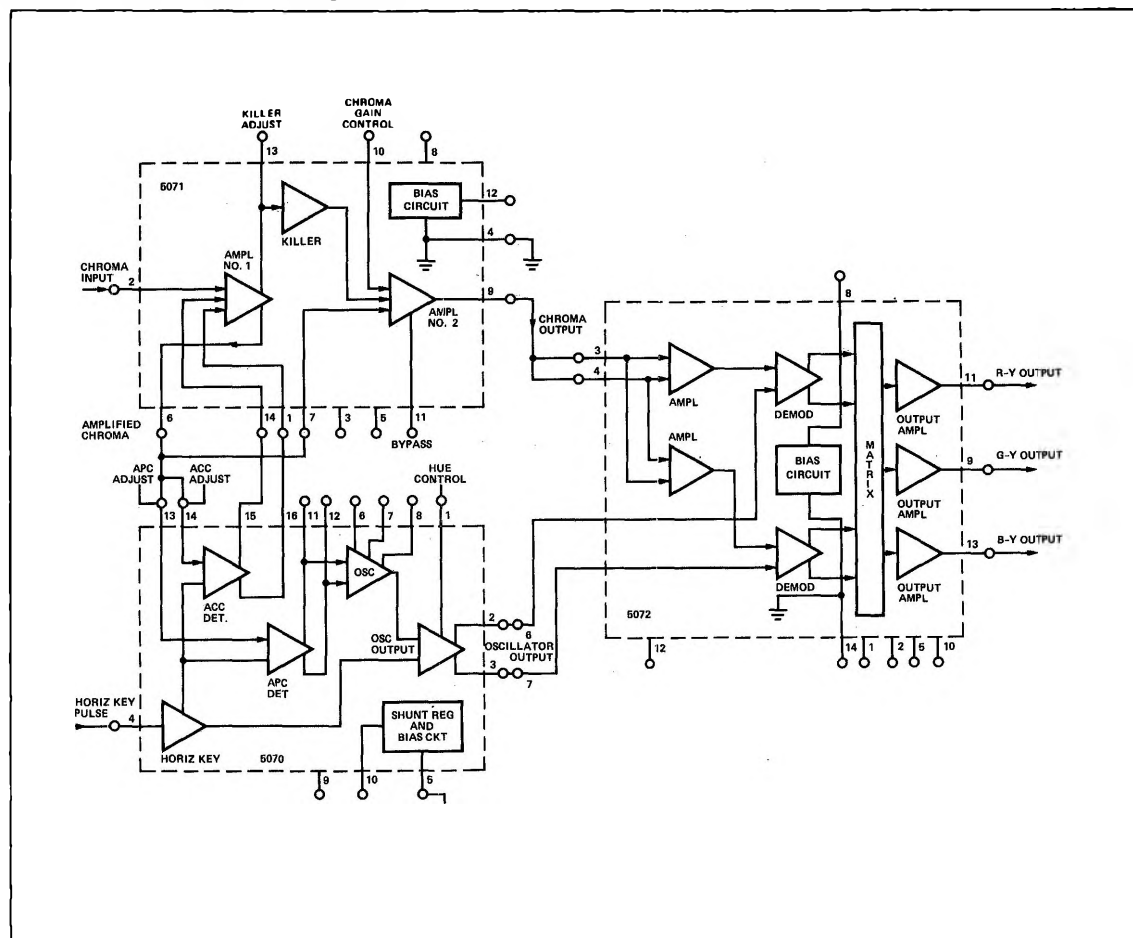 KILLER
ADJUST
13
CHROMA
GAIN
CONTROL
10
8
5071
BIAS
CIRCUIT
12
4
KILLER
AMPL
NO. 1
CHROMA
INPUT
2
AMPL
NO. 2
9
CHROMA
OUTPUT
6
14
1
7
3
5
11
AMPLIFIED
CHROMA
BYPASS
APC
ADJUST
ACC
ADJUST
HUE
CONTROL
13
14
15
16
11
12
6
7
8
1
OSC
ACC
DET.
APC
DET
OSC
OUTPUT
2
6
OSCILLATOR
OUTPUT
3
7
HORIZ KEY
PULSE
4
HORIZ KEY
SHUNT REG
AND
BIAS CKT
5070
9
10
5
8
3
4
AMPL
DEMOD
AMPL
BIAS
CIRCUIT
MATRIX
DEMOD
OUTPUT
AMPL
11
R-Y OUTPUT
OUTPUT
AMPL
9
G-Y OUTPUT
OUTPUT
AMPL
13
B-Y OUTPUT
5072
12
14
1
2
5
10